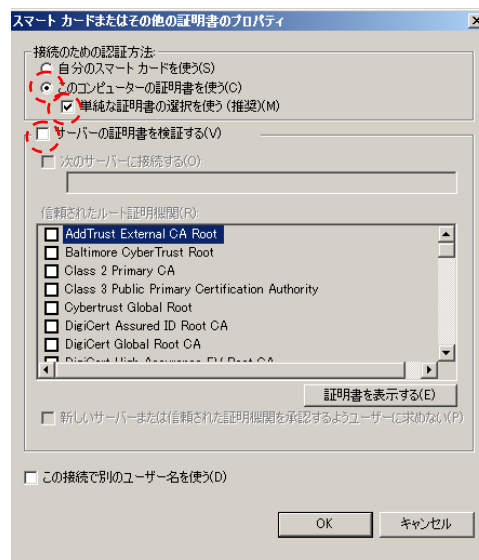 スマート カードまたはその他の証明書のプロパティ
接続のための認証方法:
自分のスマート カードを使う(S)
このコンピューターの証明書を使う(C)
単純な証明書の選択を使う (推奨)(M)
サーバーの証明書を検証する(V)
次のサーバーに接続する(O):
信頼されたルート証明機関(R):
AddTrust External CA Root
Baltimore CyberTrust Root
Class 2 Primary CA
Class 3 Public Primary Certification Authority
Cybertrust Global Root
DigiCert Assured ID Root CA
DigiCert Global Root CA
DigiCert High Assurance EV Root CA
証明書を表示する(E)
新しいサーバーまたは信頼された証明機関を承認するようユーザーに求めない(P)
この接続で別のユーザー名を使う(D)
OK キャンセル